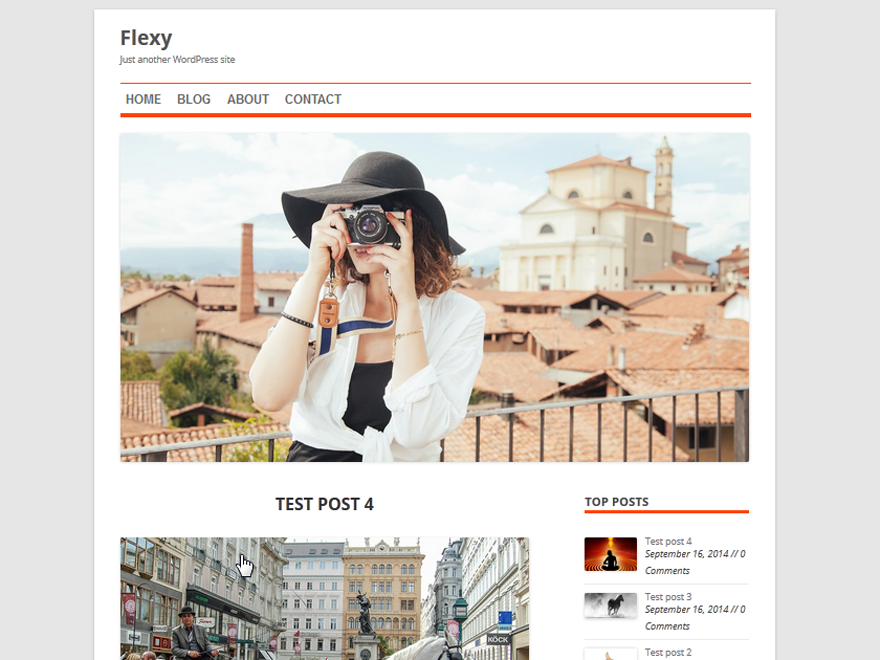 Flexy
Just another WordPress site
HOME BLOG ABOUT CONTACT
TEST POST 4
TOP POSTS
Test post 4
September 16, 2014 // 0
Comments
Test post 3
September 16, 2014 // 0
Comments
Test post 2
KÖCK